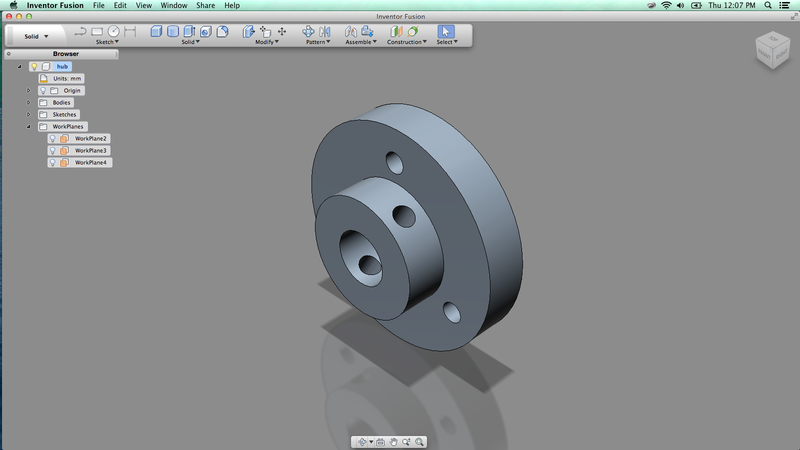 Inventor Fusion File Edit View Window Share Help Thu 12:07 PM
Inventor Fusion
Solid
Sketch Solid Modify Pattern Assemble Construction Select
Browser
hub
Units: mm
Origin
Bodies
Sketches
WorkPlanes
WorkPlane2
WorkPlane3
WorkPlane4